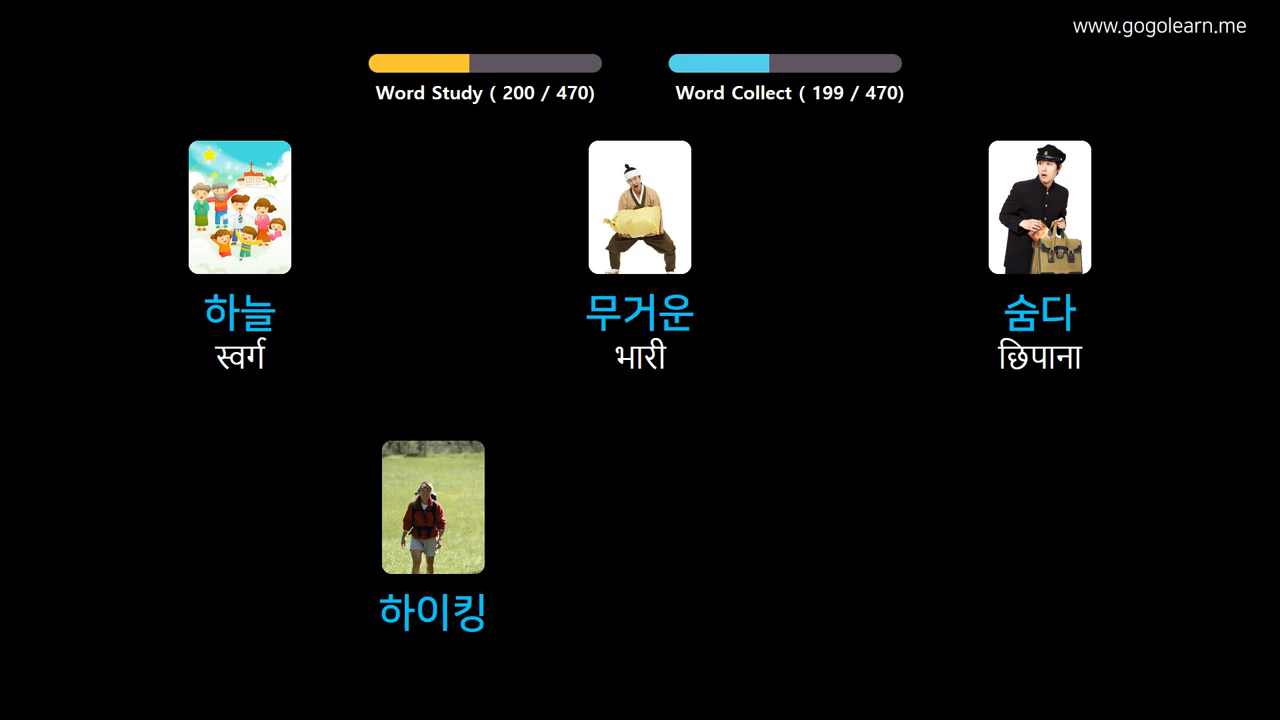 www.gogolearn.me
Word Study ( 200 / 470)
Word Collect ( 199 / 470)
하늘
स्वर्ग
무거운
भारी
숨다
छिपाना
하이킹